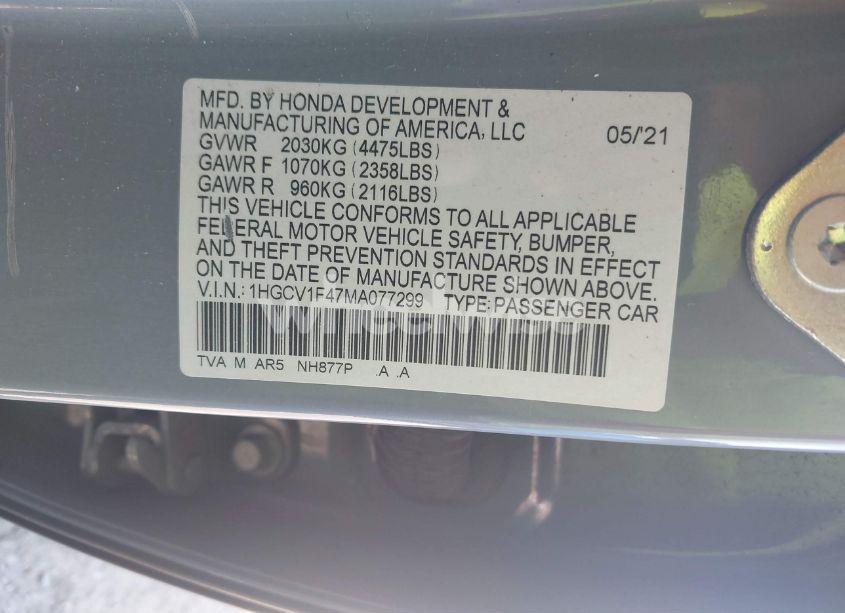 MFD. BY HONDA DEVELOPMENT &
MANUFACTURING OF AMERICA, LLC 05/'21
GVWR 2030KG (4475LBS)
GAWR F 1070KG (2358LBS)
GAWR R 960KG (2116LBS)
THIS VEHICLE CONFORMS TO ALL APPLICABLE
FEDERAL MOTOR VEHICLE SAFETY, BUMPER,
AND THEFT PREVENTION STANDARDS IN EFFECT
ON THE DATE OF MANUFACTURE SHOWN ABOVE.
V.I.N.: 1HGCV1F47MA077299 TYPE: PASSENGER CAR
TVA M AR5 NH877P .A .A